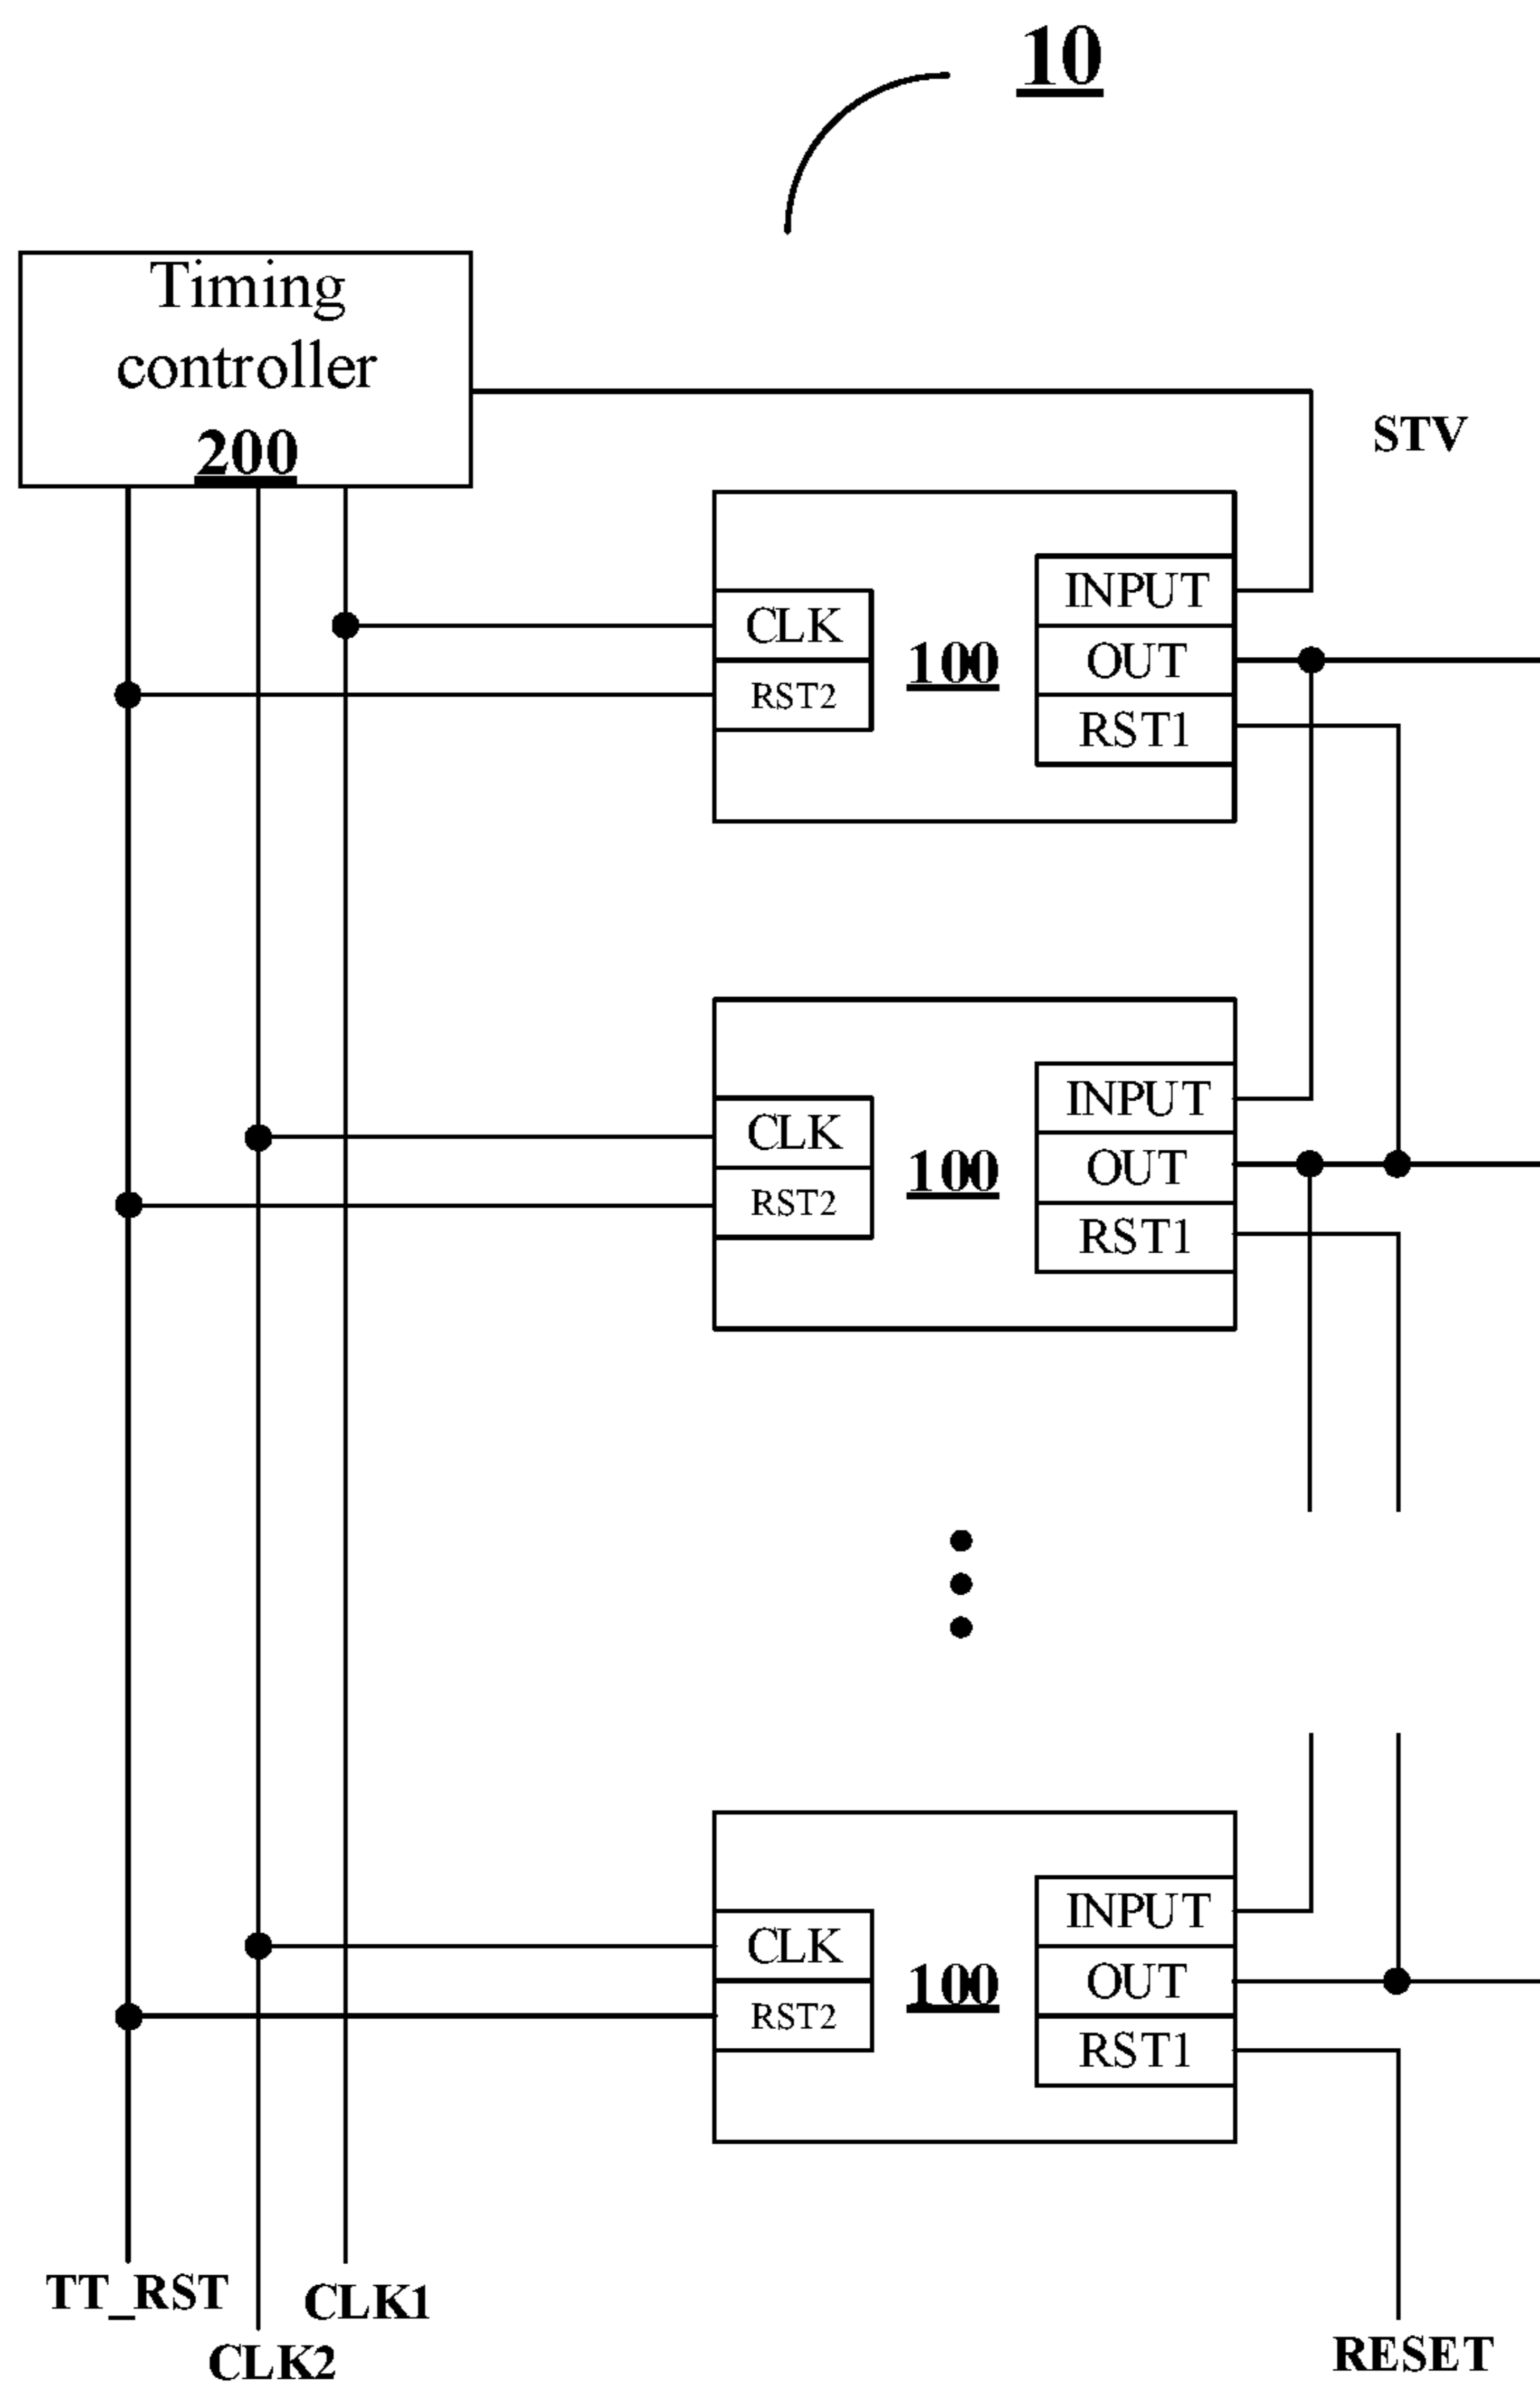 10
Timing
controller
200
STV
INPUT
CLK
OUT
100
RST2
RST1
INPUT
CLK
OUT
100
RST2
RST1
INPUT
CLK
OUT
100
RST2
RST1
TT_RST
CLK1
CLK2
RESET